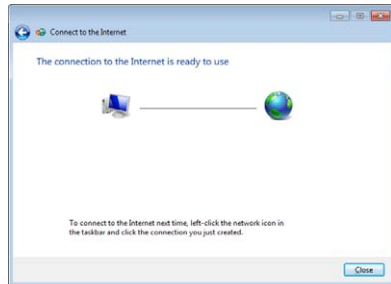 Connect to the Internet
The connection to the Internet is ready to use
To connect to the Internet next time, left-click the network icon in
the taskbar and click the connection you just created.
Close